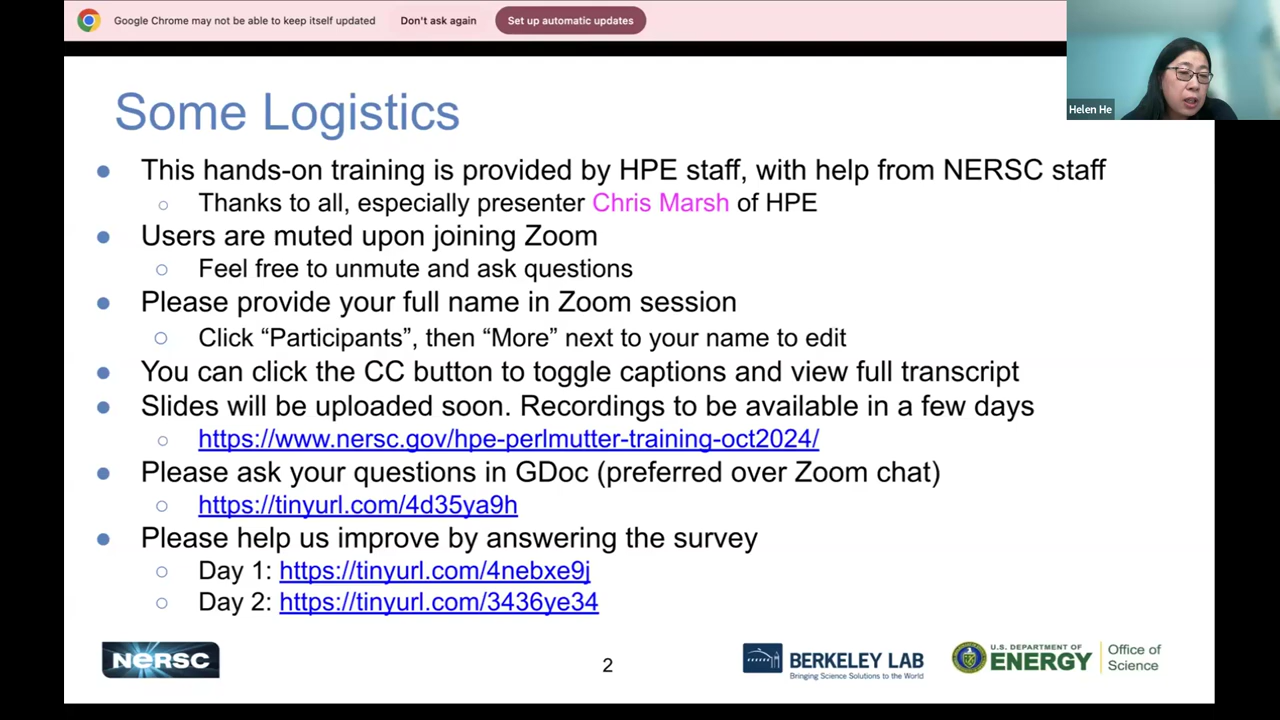 Google Chrome may not be able to keep itself updated Don't ask again Set up automatic updates
Helen He
Some Logistics
● This hands-on training is provided by HPE staff, with help from NERSC staff
○ Thanks to all, especially presenter Chris Marsh of HPE
● Users are muted upon joining Zoom
○ Feel free to unmute and ask questions
● Please provide your full name in Zoom session
○ Click “Participants”, then “More” next to your name to edit
● You can click the CC button to toggle captions and view full transcript
● Slides will be uploaded soon. Recordings to be available in a few days
○ https://www.nersc.gov/hpe-perlmutter-training-oct2024/
● Please ask your questions in GDoc (preferred over Zoom chat)
○ https://tinyurl.com/4d35ya9h
● Please help us improve by answering the survey
○ Day 1: https://tinyurl.com/4nebxe9j
○ Day 2: https://tinyurl.com/3436ye34
NERSC
2
BERKELEY LAB
Bringing Science Solutions to the World
U.S. DEPARTMENT OF
ENERGY
Office of
Science